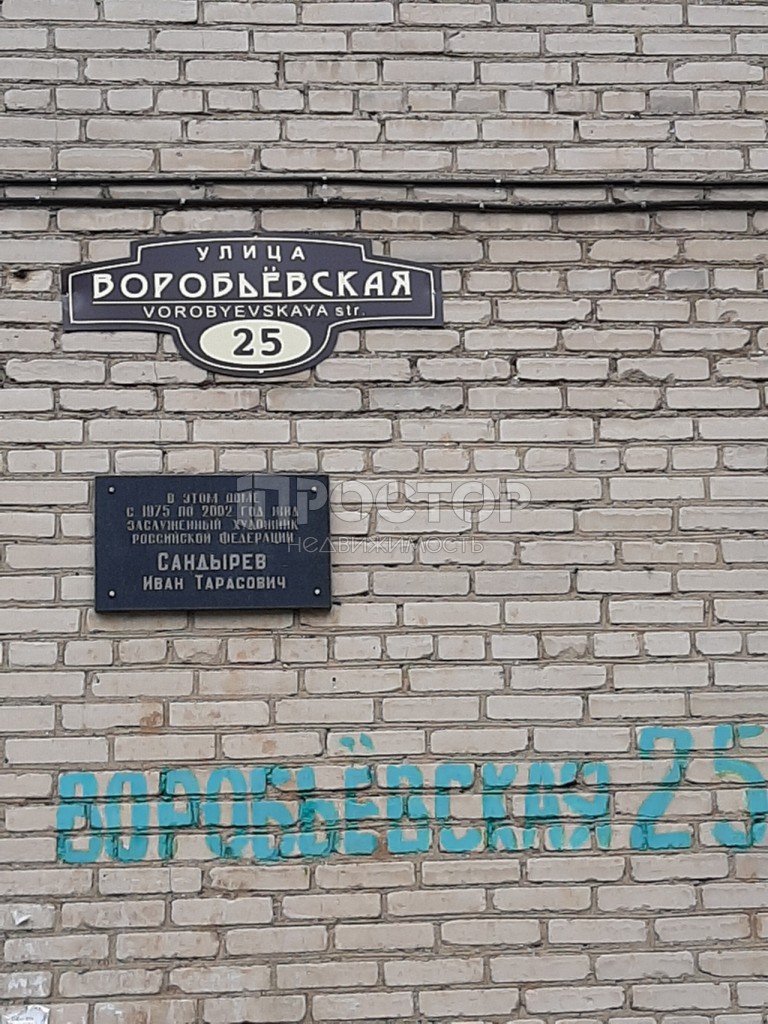 УЛИЦА
ВОРОБЬЁВСКАЯ
VOROBYEVSKAYA str.
25
В ЭТОМ ДОМЕ
С 1975 ПО 2002 ГОД ЖИЛ
ЗАСЛУЖЕННЫЙ ХУДОЖНИК
РОССИЙСКОЙ ФЕДЕРАЦИИ
САНДЫРЕВ
ИВАН ТАРАСОВИЧ
ПРОСТОР
НЕДВИЖИМОСТЬ
ВОРОБЬЁВСКАЯ 25